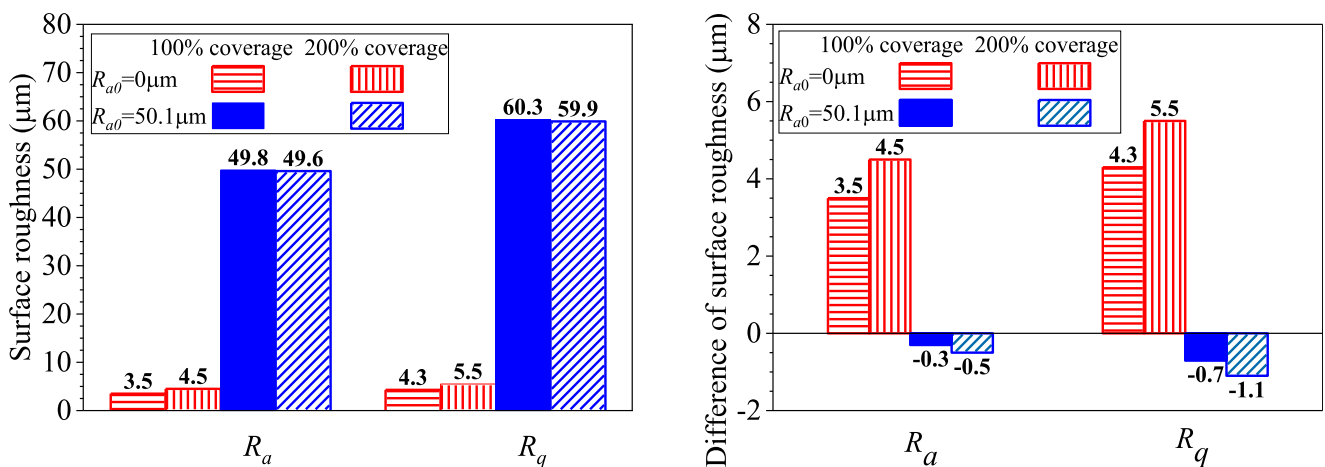 Surface roughness (μm)
80
70
60
50
40
30
20
10
0
100% coverage 200% coverage
Ra0=0μm
Ra0=50.1μm
3.5
4.5
49.8
49.6
4.3
5.5
60.3
59.9
Ra
Rq
Difference of surface roughness (μm)
8
6
4
2
0
-2
100% coverage 200% coverage
Ra0=0μm
Ra0=50.1μm
3.5
4.5
-0.3
-0.5
4.3
5.5
-0.7
-1.1
Ra
Rq